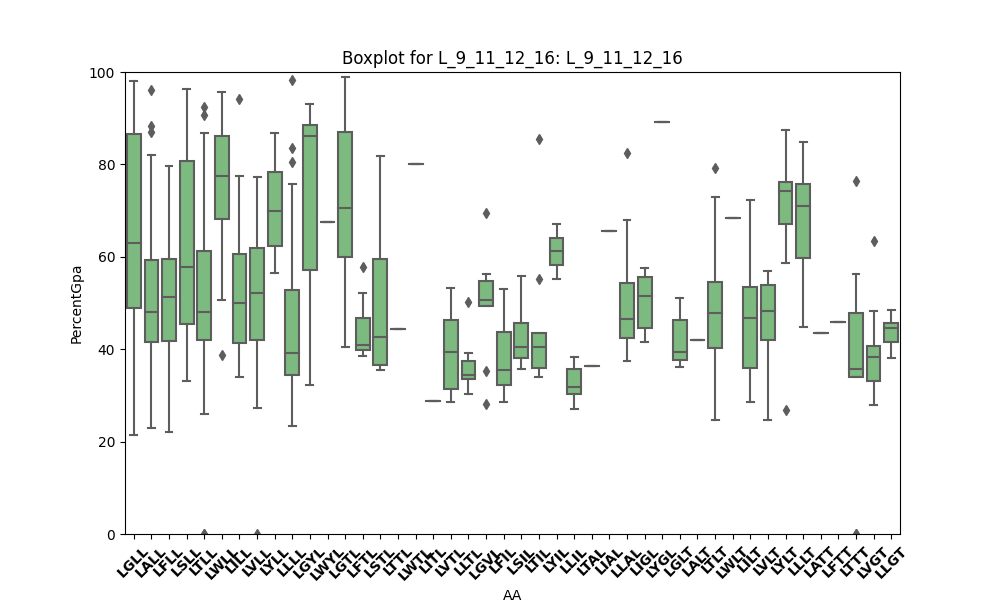 Boxplot for L_9_11_12_16: L_9_11_12_16
PercentGpa
100
80
60
40
20
0
LGLL
LALL
LFLL
LSLL
LTLL
LWLL
LILL
LVLL
LYLL
LLLL
LGYL
LWYL
LGTL
LFTL
LSTL
LTTL
LWTL
LITL
LVTL
LLTL
LGVL
LFIL
LSIL
LTIL
LYIL
LLIL
LTAL
LIAL
LLAL
LIGL
LYGL
LGLT
LALT
LTLT
LWLT
LILT
LVLT
LYLT
LLLT
LATT
LFTT
LTTT
LVGT
LLGT
AA